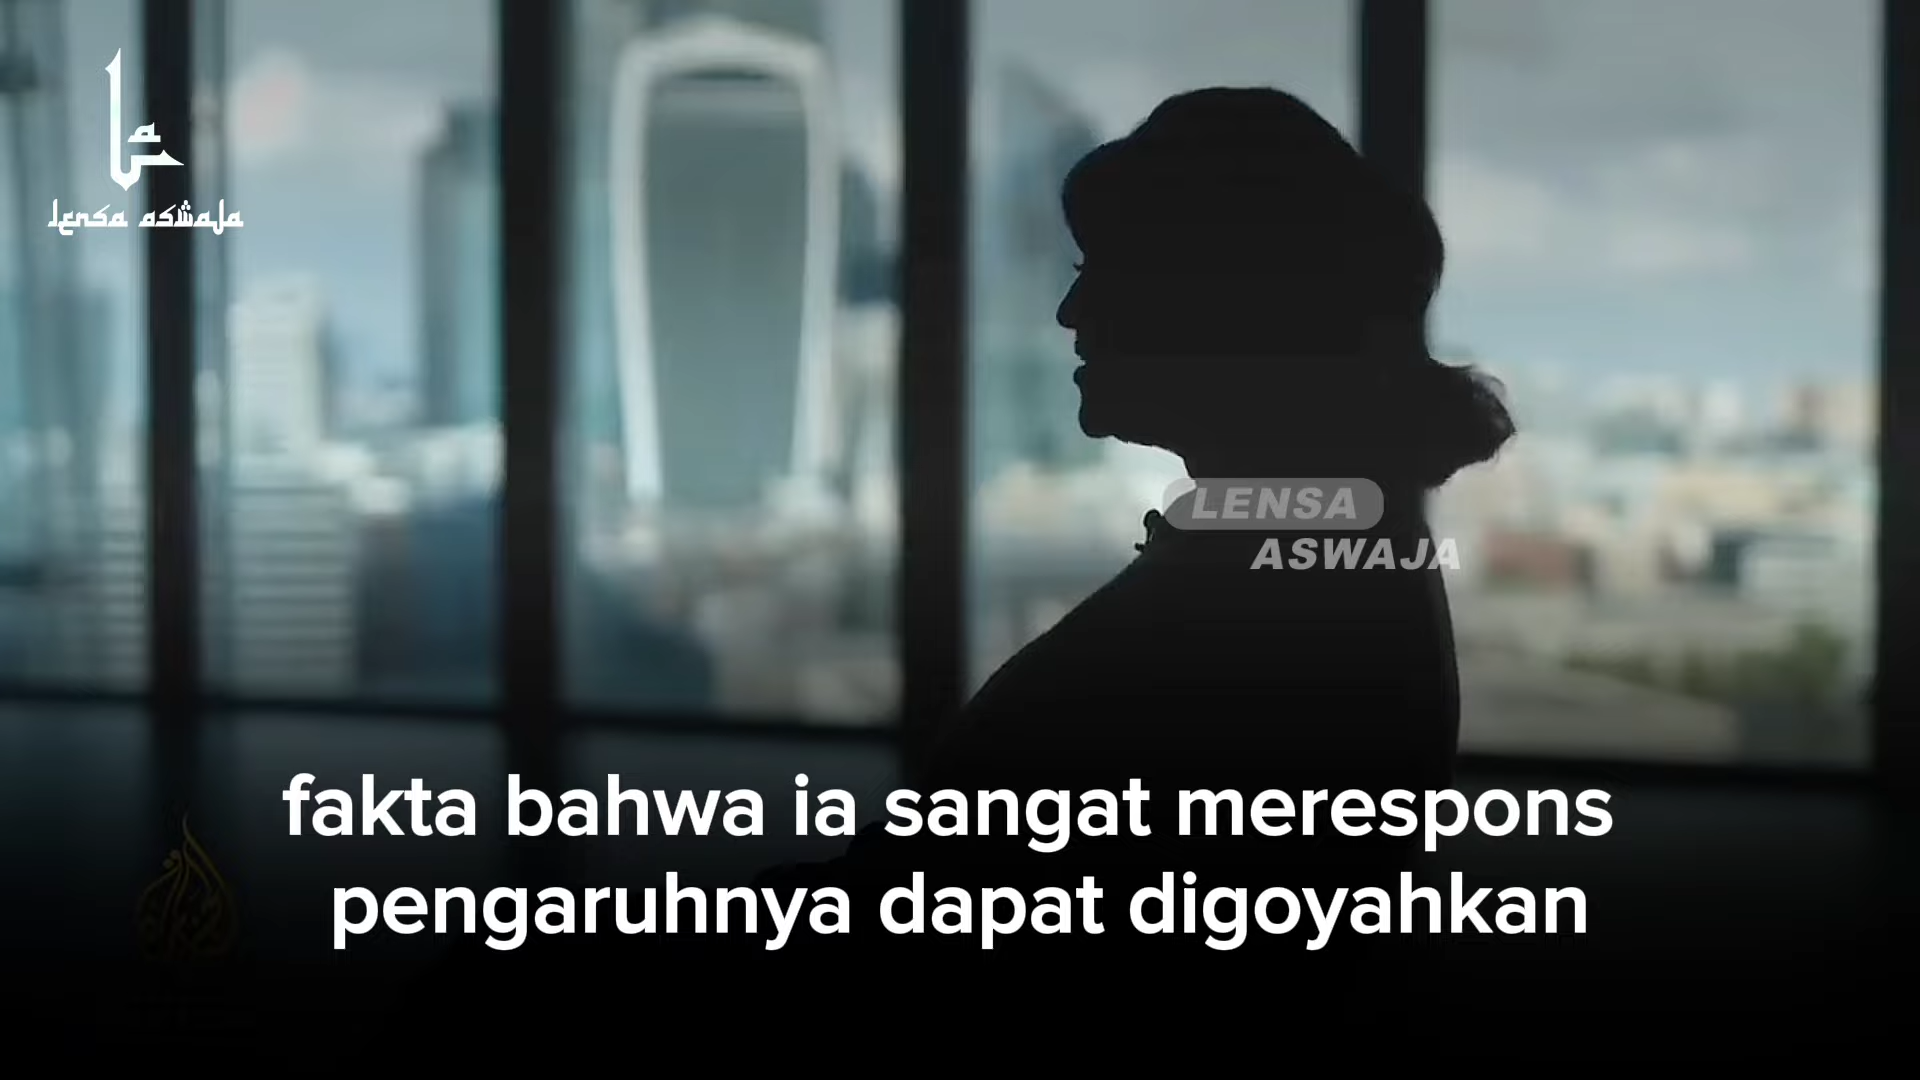 lensa aswaja
LENSA
ASWAJA
fakta bahwa ia sangat merespons
pengaruhnya dapat digoyahkan